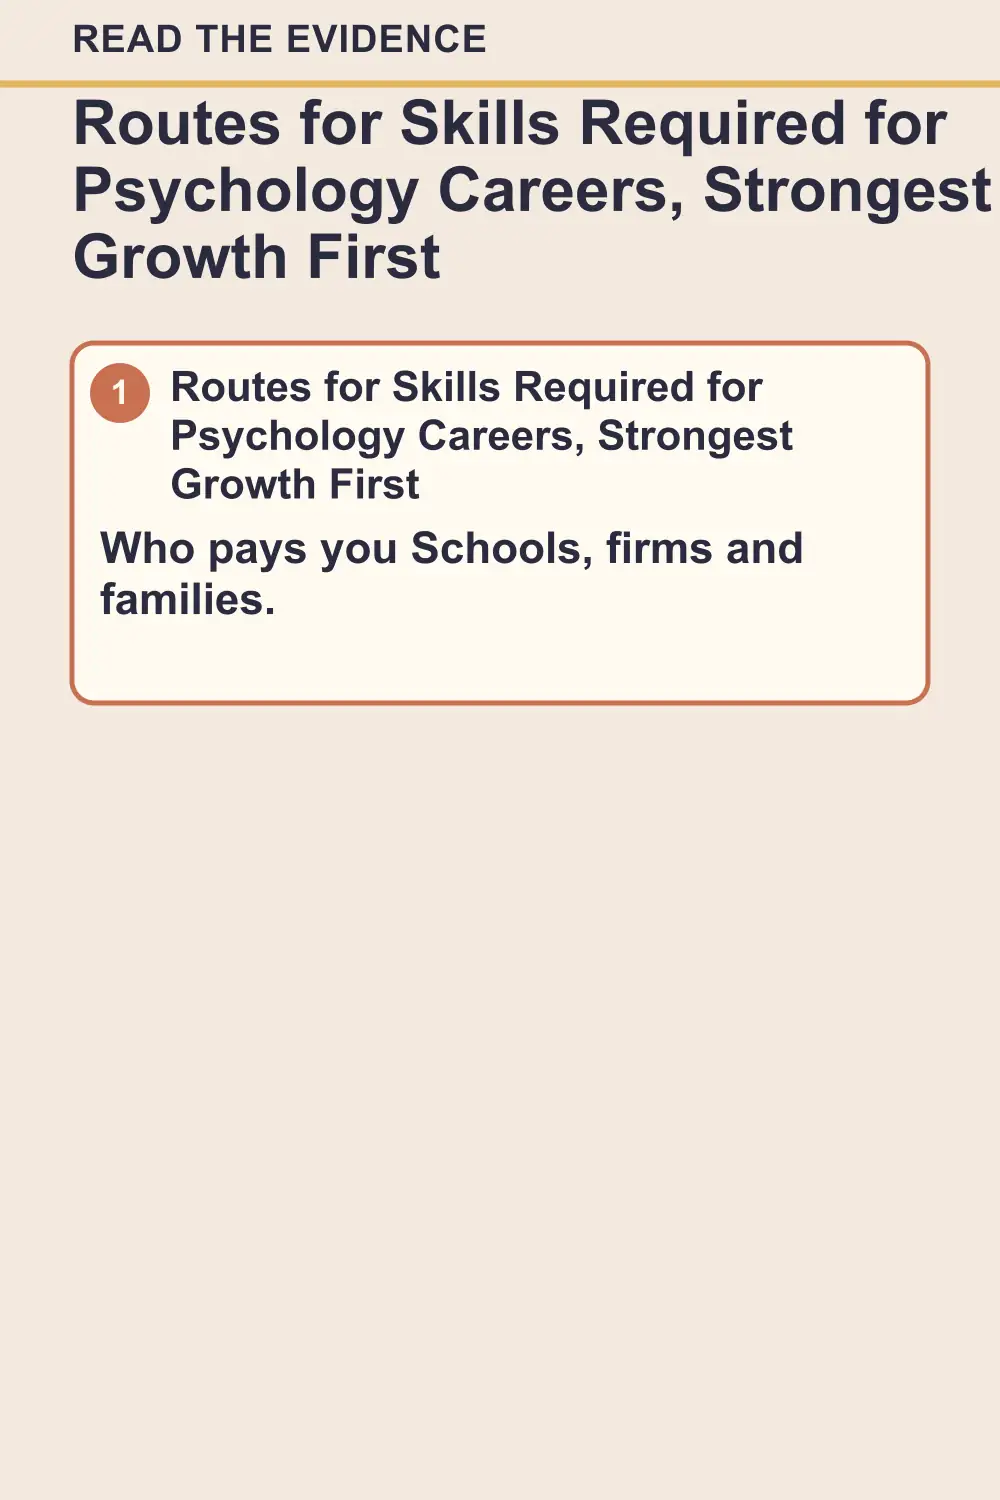 READ THE EVIDENCE
Routes for Skills Required for
Psychology Careers, Strongest
Growth First
1
Routes for Skills Required for
Psychology Careers, Strongest
Growth First
Who pays you Schools, firms and
families.